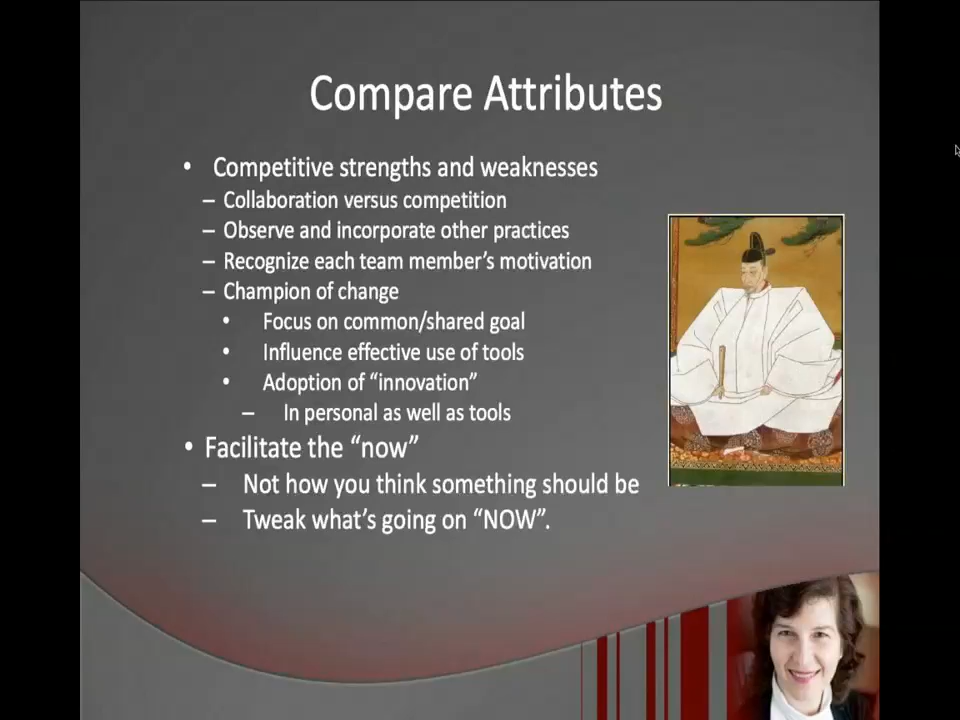 Compare Attributes
• Competitive strengths and weaknesses
– Collaboration versus competition
– Observe and incorporate other practices
– Recognize each team member’s motivation
– Champion of change
• Focus on common/shared goal
• Influence effective use of tools
• Adoption of “innovation”
– In personal as well as tools
• Facilitate the “now”
– Not how you think something should be
– Tweak what’s going on “NOW”.